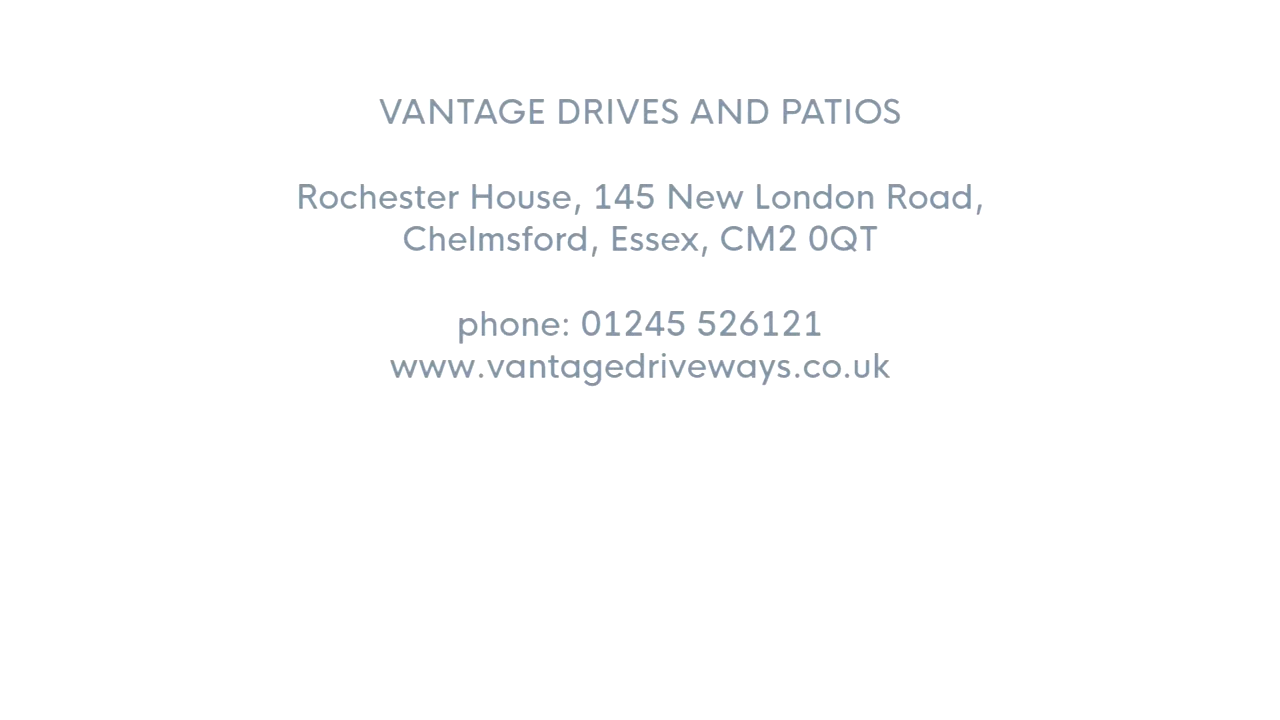 VANTAGE DRIVES AND PATIOS
Rochester House, 145 New London Road,
Chelmsford, Essex, CM2 0QT
phone: 01245 526121
www.vantagedriveways.co.uk